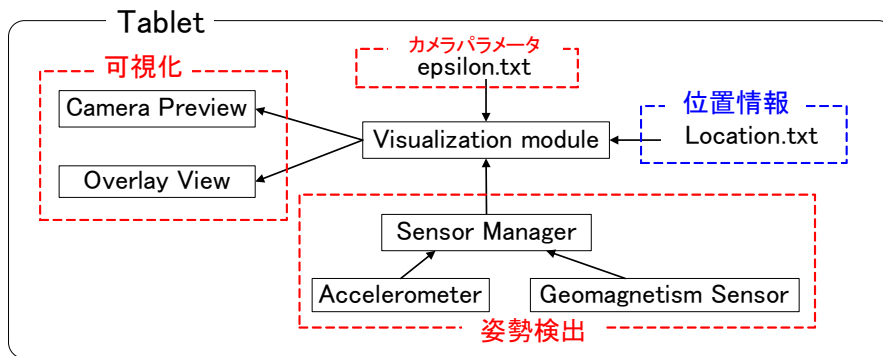 Tablet
可視化
Camera Preview
Overlay View
カメラパラメータ
epsilon.txt
Visualization module
位置情報
Location.txt
Sensor Manager
Accelerometer
Geomagnetism Sensor
姿勢検出